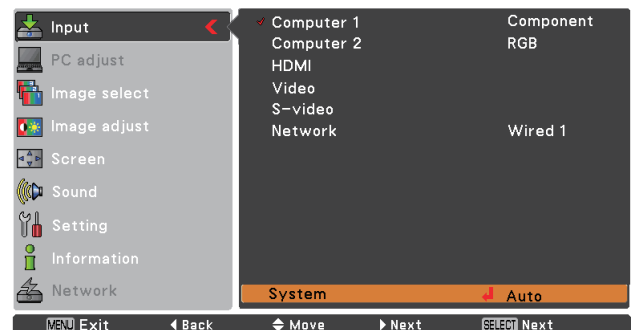 Input
PC adjust
Image select
Image adjust
Screen
Sound
Setting
Information
Network
Computer 1 Component
Computer 2 RGB
HDMI
Video
S-video
Network Wired 1
System Auto
MENU Exit Back Move Next SELECT Next